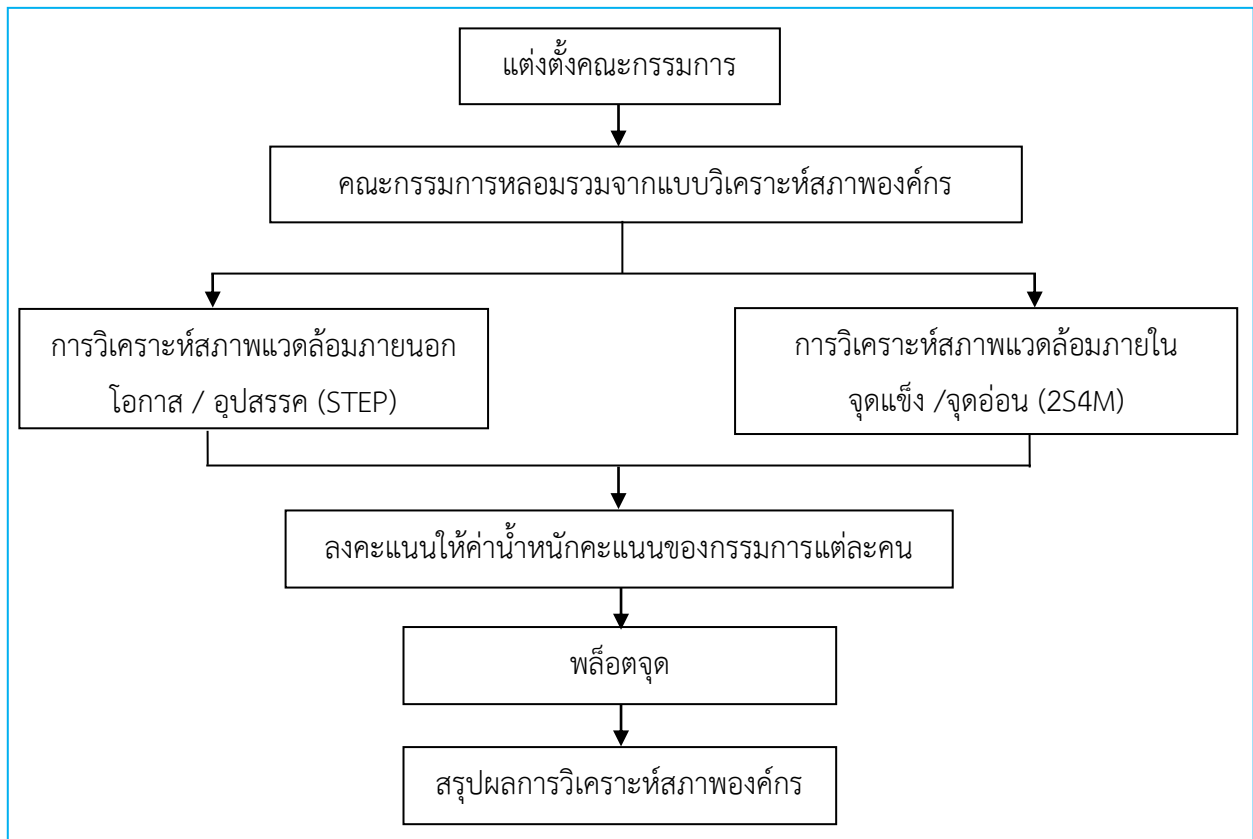 แต่งตั้งคณะกรรมการ
คณะกรรมการหลอมรวมจากแบบวิเคราะห์สภาพองค์กร
การวิเคราะห์สภาพแวดล้อมภายนอก
โอกาส / อุปสรรค (STEP)
การวิเคราะห์สภาพแวดล้อมภายใน
จุดแข็ง /จุดอ่อน (2S4M)
ลงคะแนนให้ค่าน้ำหนักคะแนนของกรรมการแต่ละคน
พล็อตจุด
สรุปผลการวิเคราะห์สภาพองค์กร